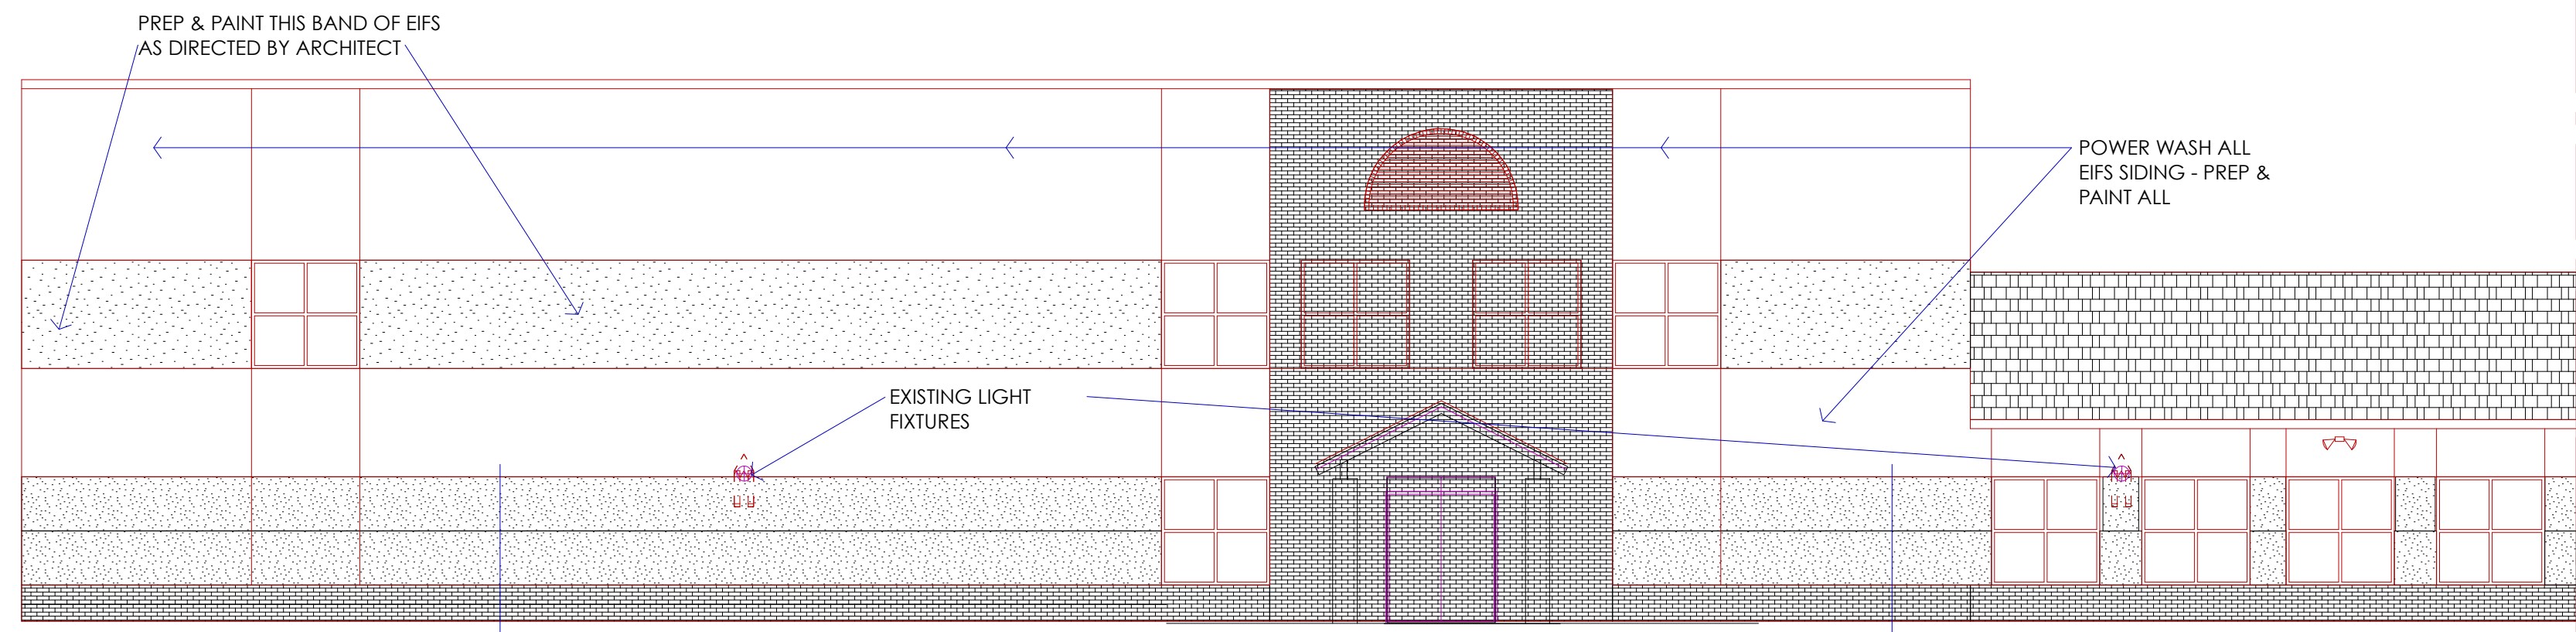 PREP & PAINT THIS BAND OF EIFS
AS DIRECTED BY ARCHITECT
POWER WASH ALL
EIFS SIDING - PREP &
PAINT ALL
EXISTING LIGHT
FIXTURES